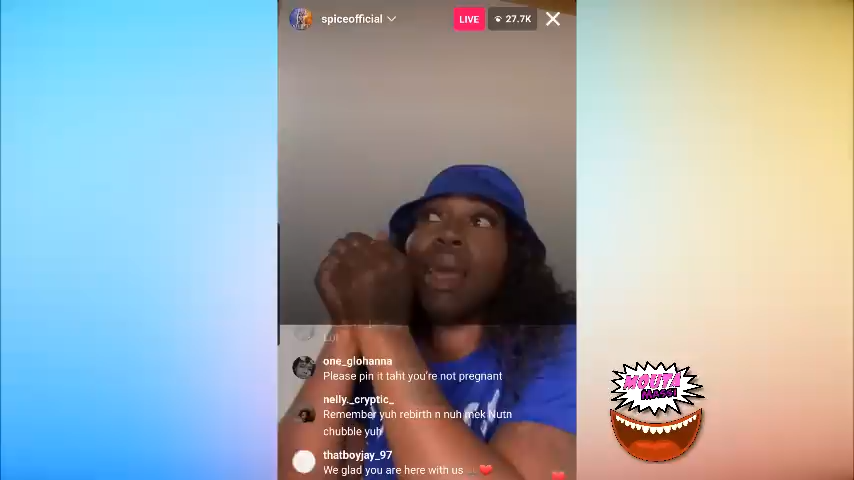 spiceofficial
LIVE
27.7K
one_glohanna
Please pin it taht you're not pregnant
nelly._cryptic_
Remember yuh rebirth n nuh mek Nutn
chubble yuh
thatboyjay_97
We glad you are here with us
MOUTA
MASSI